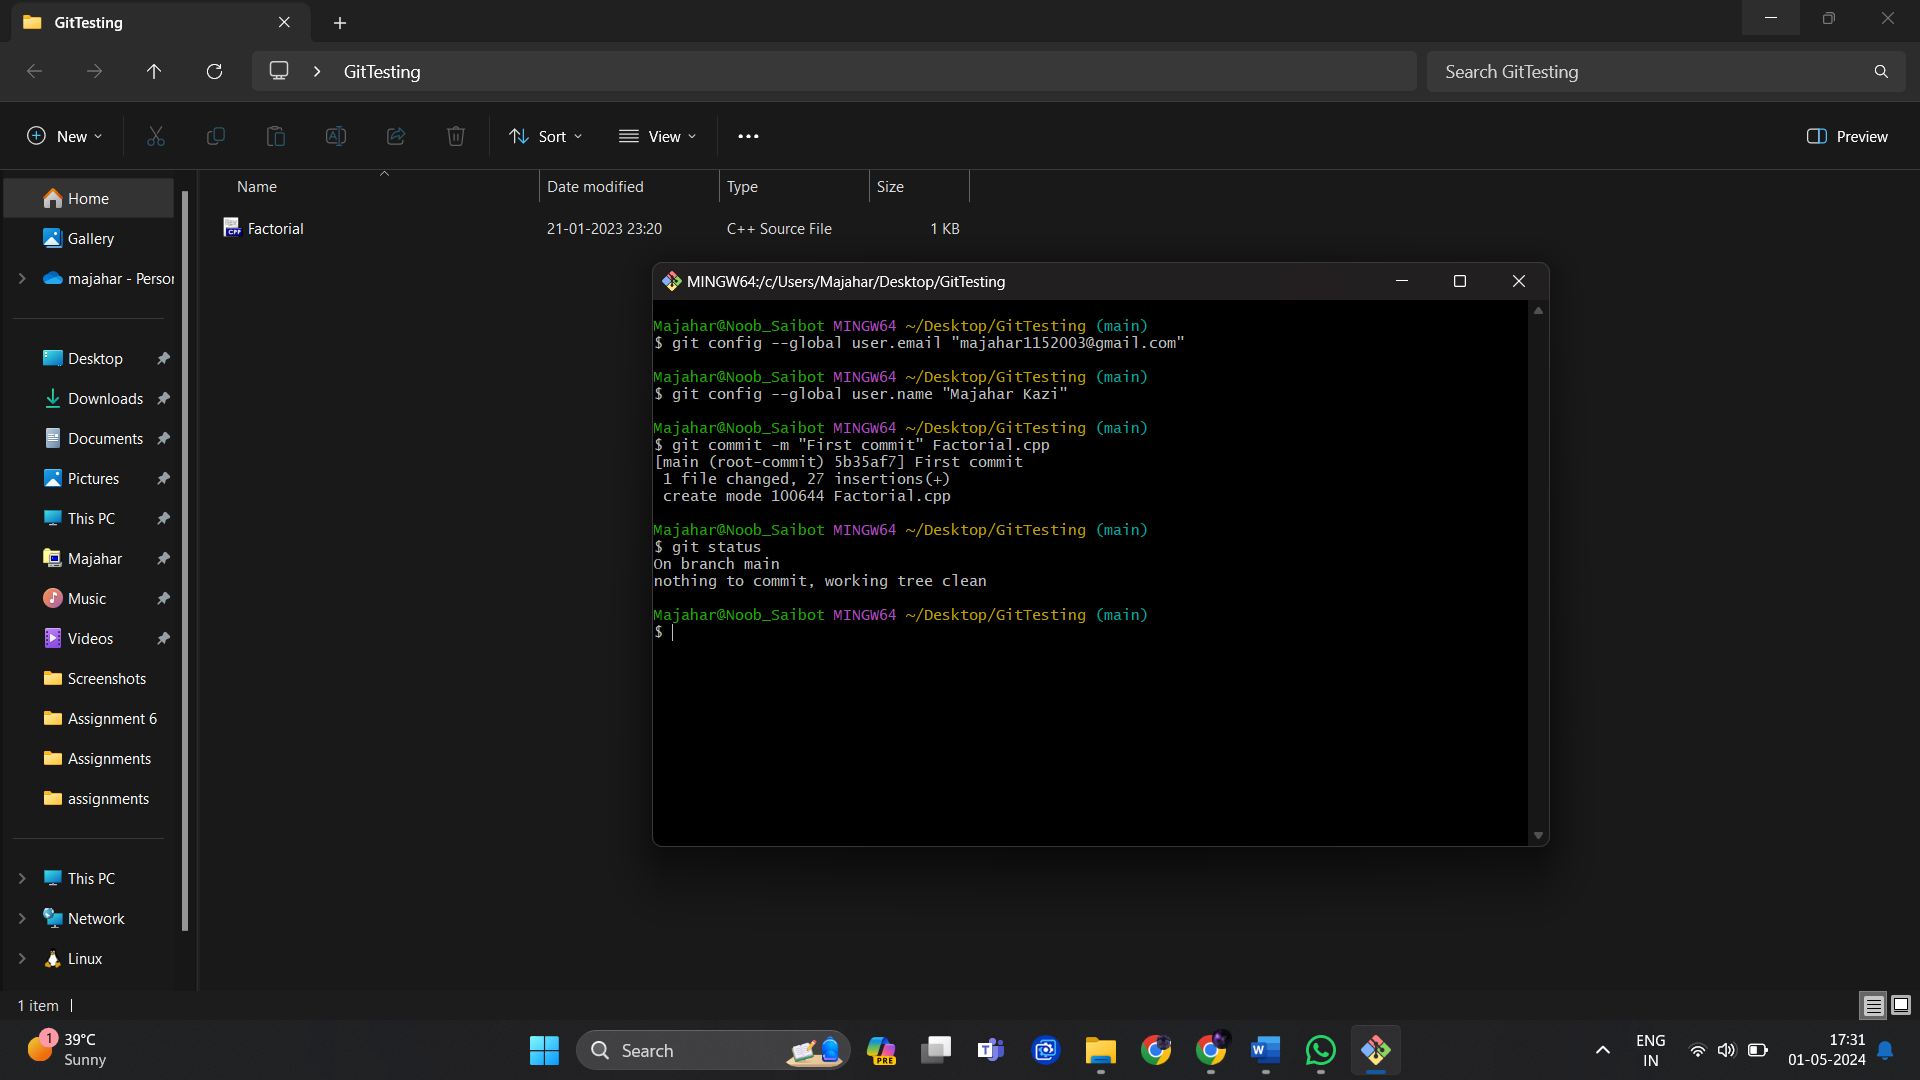 GitTesting
GitTesting
Search GitTesting
New
Sort
View
Preview
Name
Date modified
Type
Size
Factorial
21-01-2023 23:20
C++ Source File
1 KB
Home
Gallery
majahar - Person
Desktop
Downloads
Documents
Pictures
This PC
Majahar
Music
Videos
Screenshots
Assignment 6
Assignments
assignments
This PC
Network
Linux
1 item
MINGW64:/c/Users/Majahar/Desktop/GitTesting
Majahar@Noob_Saibot MINGW64 ~/Desktop/GitTesting (main)
$ git config --global user.email "majahar1152003@gmail.com"
Majahar@Noob_Saibot MINGW64 ~/Desktop/GitTesting (main)
$ git config --global user.name "Majahar Kazi"
Majahar@Noob_Saibot MINGW64 ~/Desktop/GitTesting (main)
$ git commit -m "First commit" Factorial.cpp
[main (root-commit) 5b35af7] First commit
1 file changed, 27 insertions(+)
create mode 100644 Factorial.cpp
Majahar@Noob_Saibot MINGW64 ~/Desktop/GitTesting (main)
$ git status
On branch main
nothing to commit, working tree clean
Majahar@Noob_Saibot MINGW64 ~/Desktop/GitTesting (main)
$
1
39°C
Sunny
Search
PRE
ENG
IN
17:31
01-05-2024